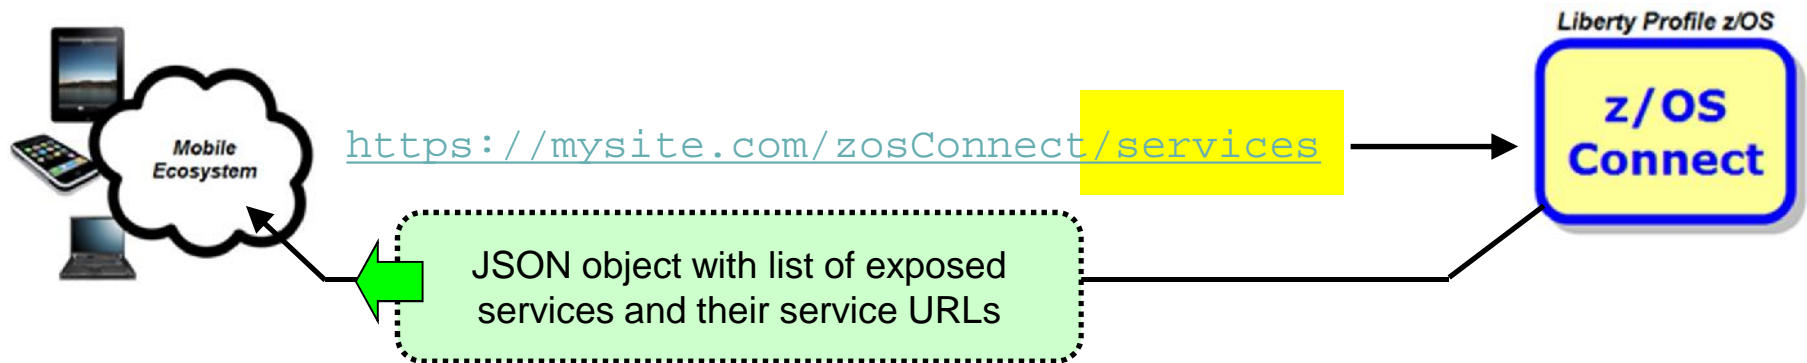 Liberty Profile z/OS
z/OS
Connect
Mobile
Ecosystem
https://mysite.com/zosConnect/services
JSON object with list of exposed
services and their service URLs